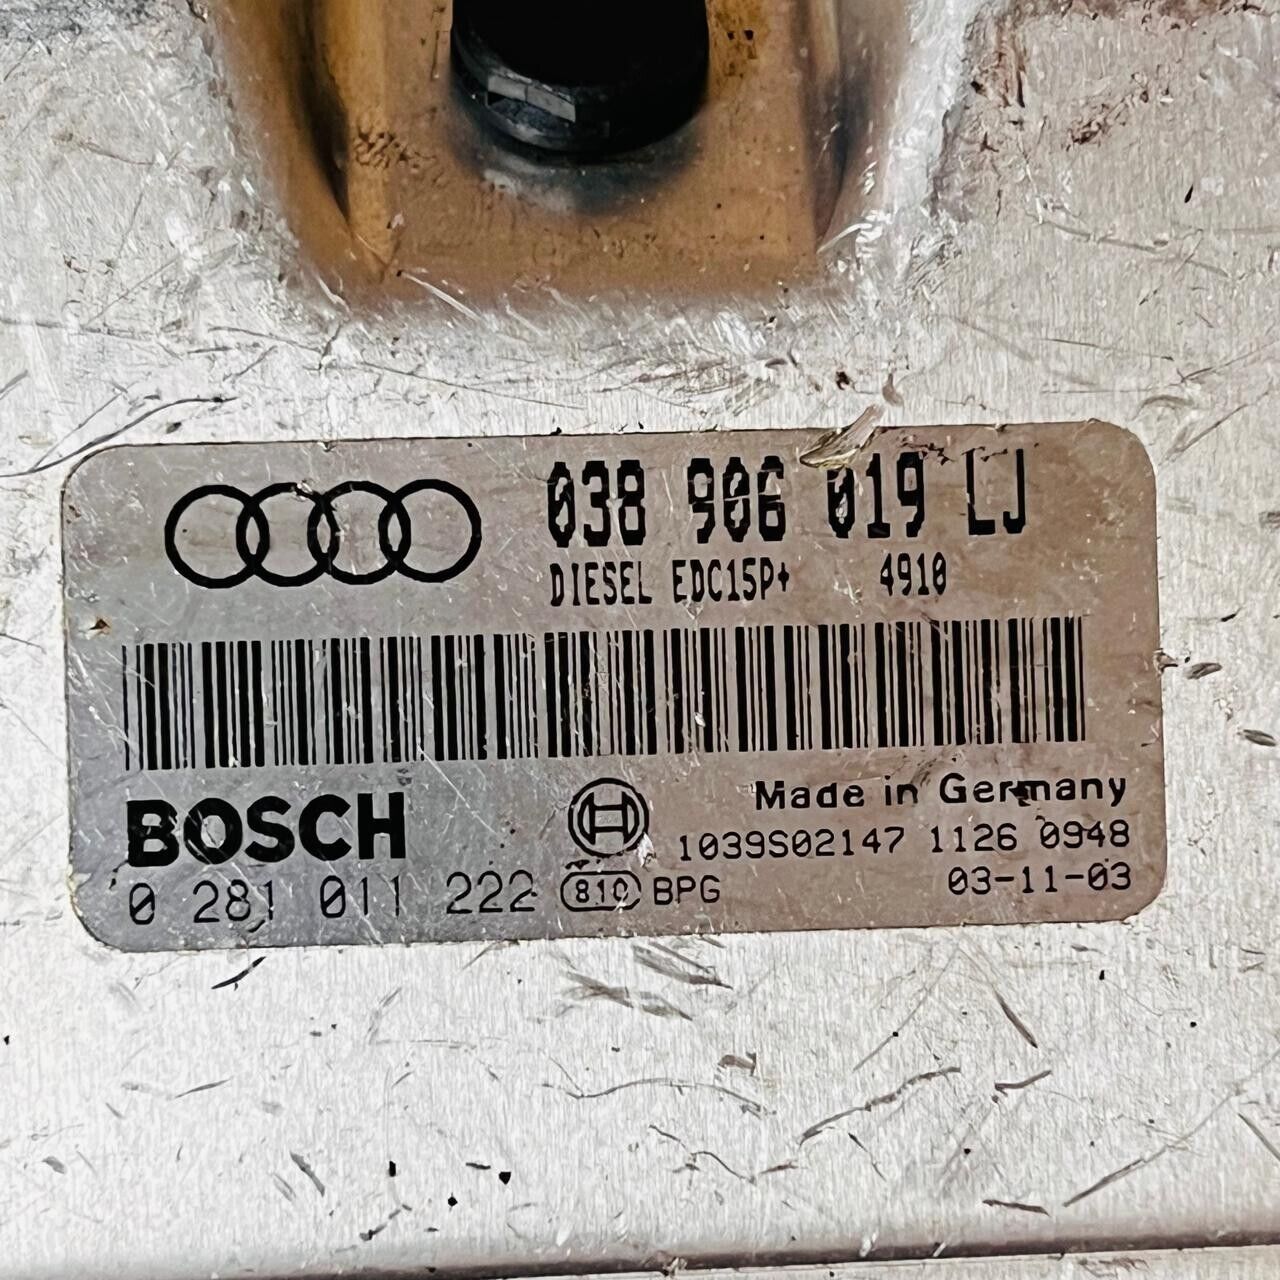 038 906 019 LJ
DIESEL EDC15P+ 4910
BOSCH
Made in Germany
1039S02147 1126 0948
0 281 011 222 810 BPG
03-11-03